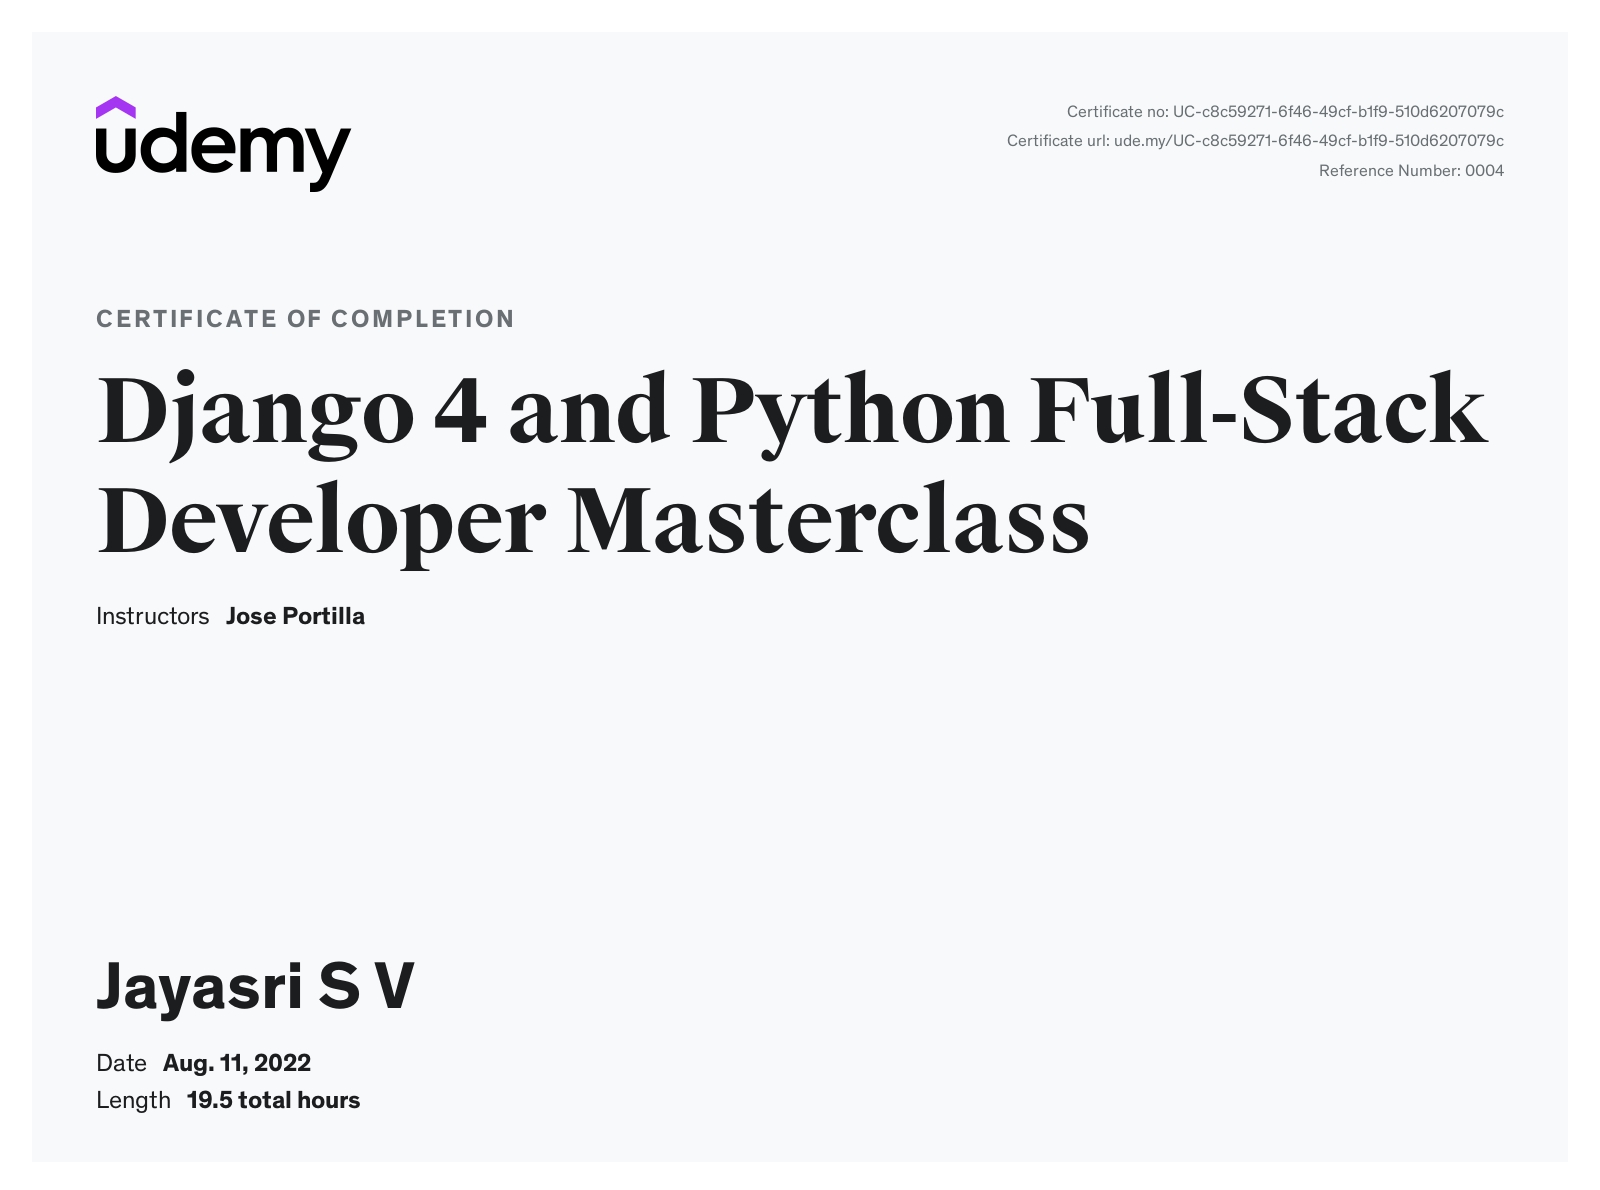 udemy
Certificate no: UC-c8c59271-6f46-49cf-b1f9-510d6207079c
Certificate url: ude.my/UC-c8c59271-6f46-49cf-b1f9-510d6207079c
Reference Number: 0004
CERTIFICATE OF COMPLETION
Django 4 and Python Full-Stack
Developer Masterclass
Instructors Jose Portilla
Jayasri S V
Date Aug. 11, 2022
Length 19.5 total hours